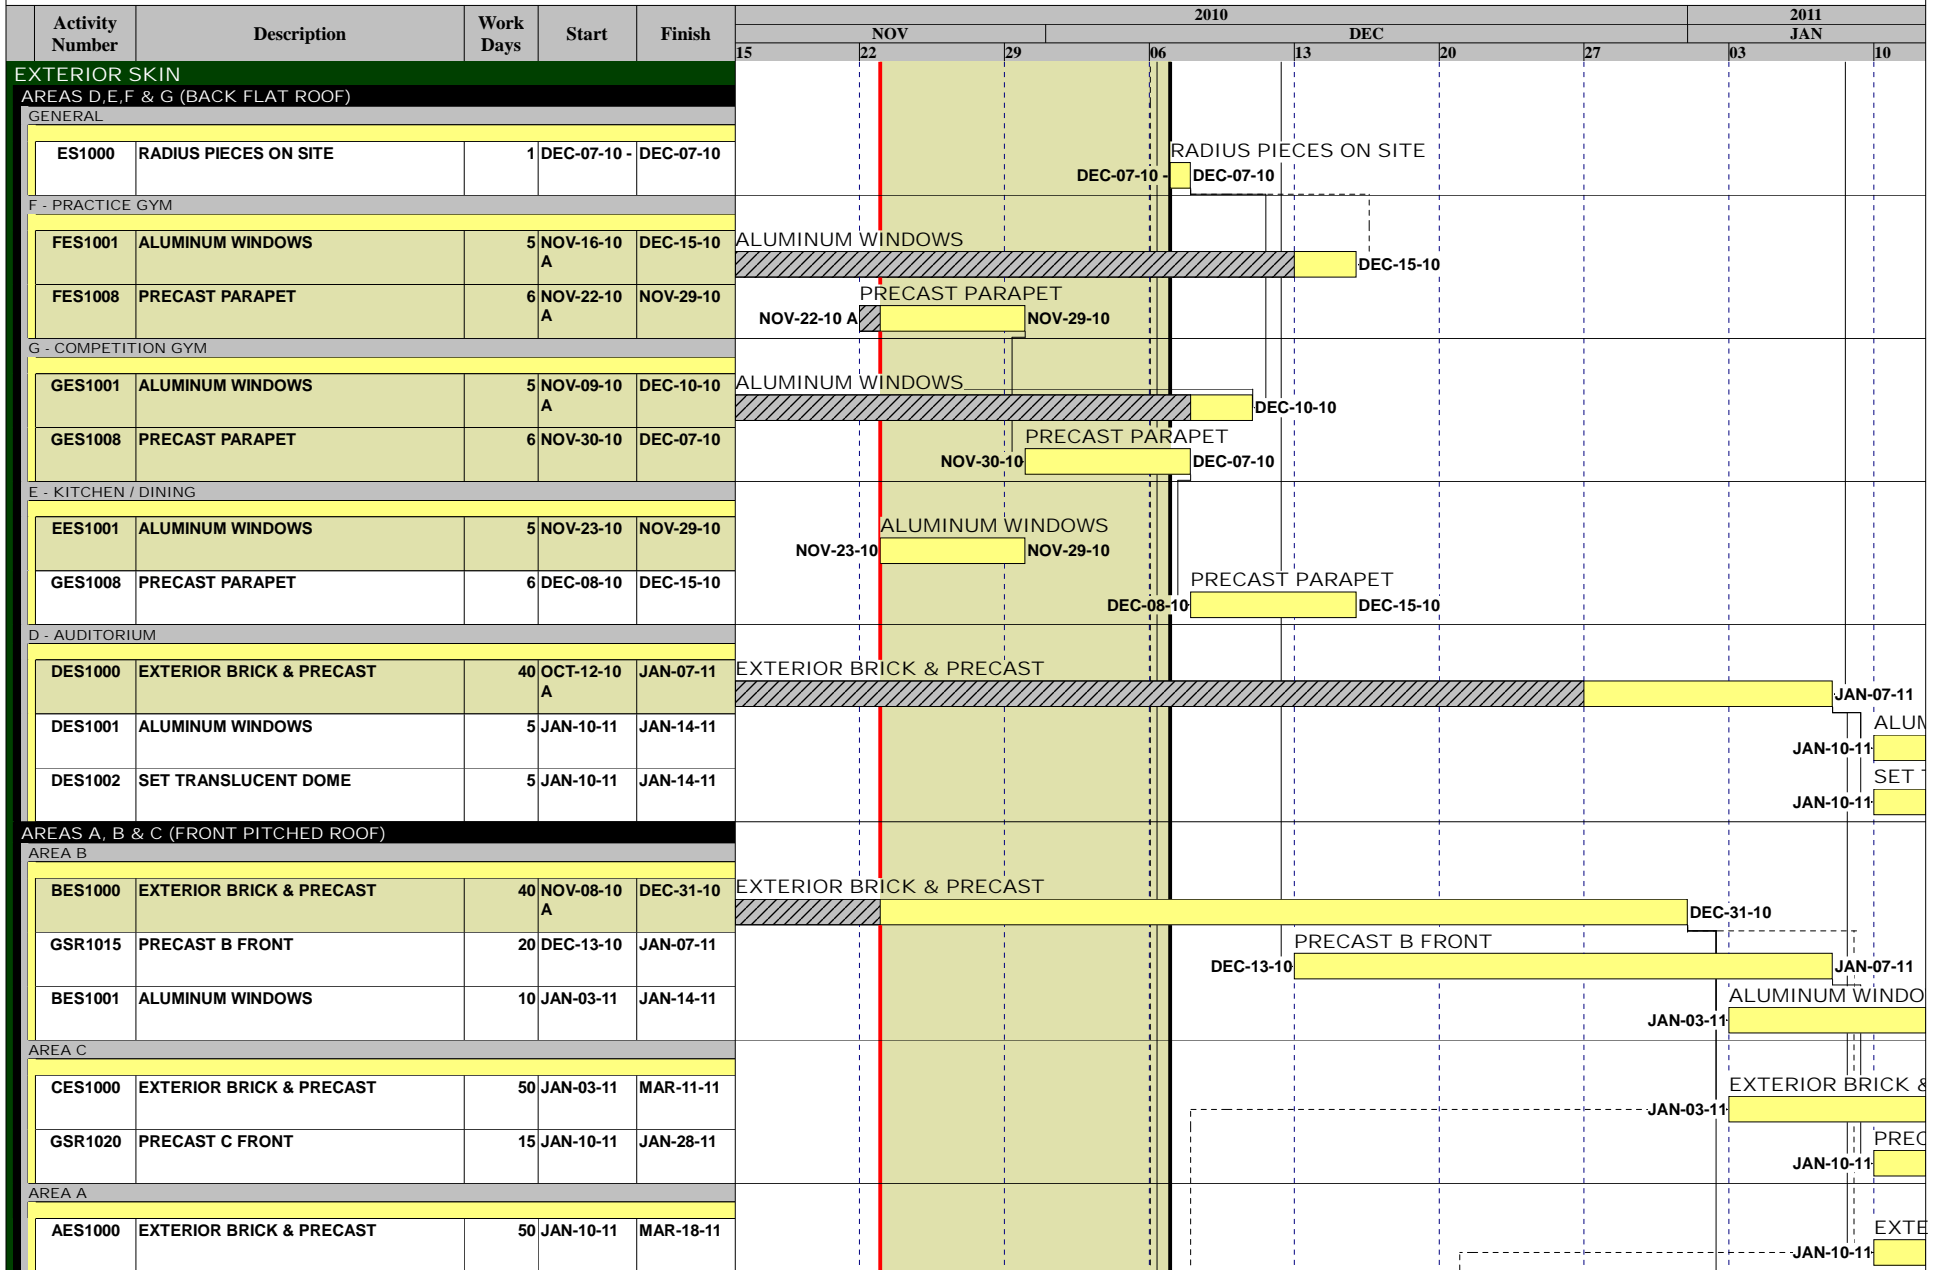 Activity Number Description Work Days Start Finish
2010 2011
NOV DEC JAN
15 22 29 06 13 20 27 03 10
EXTERIOR SKIN
AREAS D,E,F & G (BACK FLAT ROOF)
GENERAL
ES1000 RADIUS PIECES ON SITE 1 DEC-07-10 - DEC-07-10
RADIUS PIECES ON SITE
DEC-07-10 - DEC-07-10
F - PRACTICE GYM
FES1001 ALUMINUM WINDOWS 5 NOV-16-10 A DEC-15-10
ALUMINUM WINDOWS
DEC-15-10
FES1008 PRECAST PARAPET 6 NOV-22-10 A NOV-29-10
PRECAST PARAPET
NOV-22-10 A NOV-29-10
G - COMPETITION GYM
GES1001 ALUMINUM WINDOWS 5 NOV-09-10 A DEC-10-10
ALUMINUM WINDOWS
DEC-10-10
GES1008 PRECAST PARAPET 6 NOV-30-10 DEC-07-10
PRECAST PARAPET
NOV-30-10 DEC-07-10
E - KITCHEN / DINING
EES1001 ALUMINUM WINDOWS 5 NOV-23-10 NOV-29-10
ALUMINUM WINDOWS
NOV-23-10 NOV-29-10
GES1008 PRECAST PARAPET 6 DEC-08-10 DEC-15-10
PRECAST PARAPET
DEC-08-10 DEC-15-10
D - AUDITORIUM
DES1000 EXTERIOR BRICK & PRECAST 40 OCT-12-10 A JAN-07-11
EXTERIOR BRICK & PRECAST
JAN-07-11
DES1001 ALUMINUM WINDOWS 5 JAN-10-11 JAN-14-11
ALUM
JAN-10-11
DES1002 SET TRANSLUCENT DOME 5 JAN-10-11 JAN-14-11
SET T
JAN-10-11
AREAS A, B & C (FRONT PITCHED ROOF)
AREA B
BES1000 EXTERIOR BRICK & PRECAST 40 NOV-08-10 A DEC-31-10
EXTERIOR BRICK & PRECAST
DEC-31-10
GSR1015 PRECAST B FRONT 20 DEC-13-10 JAN-07-11
PRECAST B FRONT
DEC-13-10 JAN-07-11
BES1001 ALUMINUM WINDOWS 10 JAN-03-11 JAN-14-11
ALUMINUM WINDO
JAN-03-11
AREA C
CES1000 EXTERIOR BRICK & PRECAST 50 JAN-03-11 MAR-11-11
EXTERIOR BRICK &
JAN-03-11
GSR1020 PRECAST C FRONT 15 JAN-10-11 JAN-28-11
PREC
JAN-10-11
AREA A
AES1000 EXTERIOR BRICK & PRECAST 50 JAN-10-11 MAR-18-11
EXTE
JAN-10-11